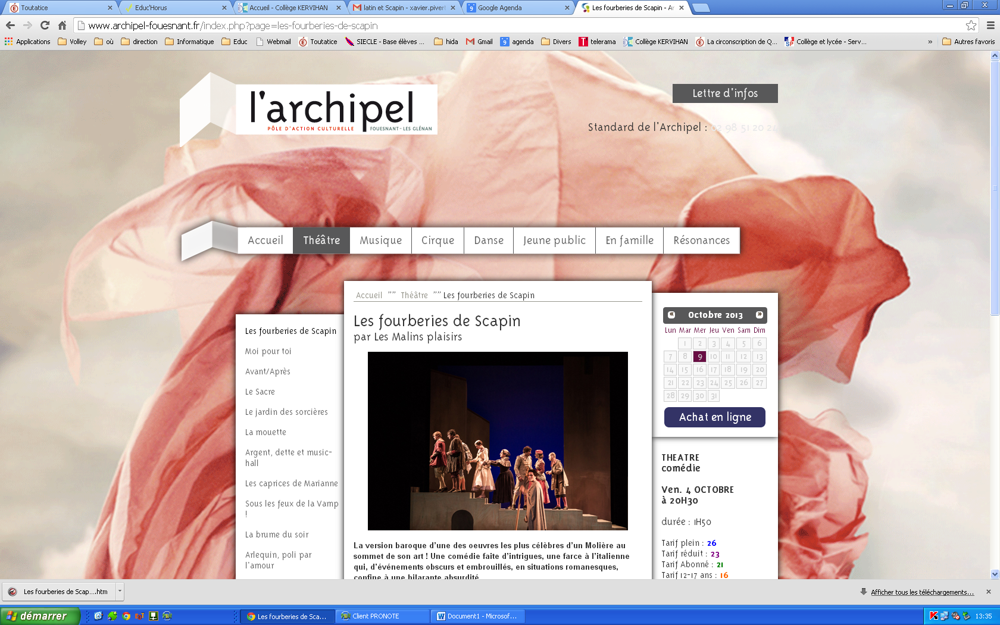 Toutatice
Educ'Horus
Accueil - Collège KERVIHAN
latin et Scapin - xavier.pivert
Google Agenda
Les fourberies de Scapin - Ar
www.archipel-fouesnant.fr/index.php?page=les-fourberies-de-scapin
Applications
Volley
où
direction
Informatique
Educ
Webmail
Toutatice
SIECLE - Base élèves ...
hida
Gmail
agenda
Divers
telerama
Collège KERVIHAN
La circonscription de Q...
Collège et lycée - Serv...
»
Autres favoris
l'archipel
PÔLE D'ACTION CULTURELLE
FOUESNANT-LES GLÉNAN
Lettre d'infos
Standard de l'Archipel : 02 98 51 20 24
Accueil
Théâtre
Musique
Cirque
Danse
Jeune public
En famille
Résonances
Les fourberies de Scapin
Moi pour toi
Avant/Après
Le Sacre
Le jardin des sorcières
La mouette
Argent, dette et music-
hall
Les caprices de Marianne
Sous les feux de la Vamp
!
La brume du soir
Arlequin, poli par
l'amour
Accueil "" Théâtre "" Les fourberies de Scapin
Les fourberies de Scapin
par Les Malins plaisirs
La version baroque d'une des oeuvres les plus célèbres d'un Molière au
sommet de son art ! Une comédie faite d'intrigues, une farce à l'italienne
qui, d'événements obscurs et embrouillés, en situations romanesques,
confine à une hilarante absurdité
« Octobre 2013 »
Lun Mar Mer Jeu Ven Sam Dim
1 2 3 4 5 6
7 8 9 10 11 12 13
14 15 16 17 18 19 20
21 22 23 24 25 26 27
28 29 30 31
Achat en ligne
THEATRE
comédie
Ven. 4 OCTOBRE
à 20H30
durée : 1H50
Tarif plein : 26
Tarif réduit : 23
Tarif Abonné : 21
Tarif 12-17 ans : 16
Les fourberies de Scap....htm
Afficher tous les téléchargements...
démarrer
Les fourberies de Sca...
Client PRONOTE
Document1 - Microsof...
13:35